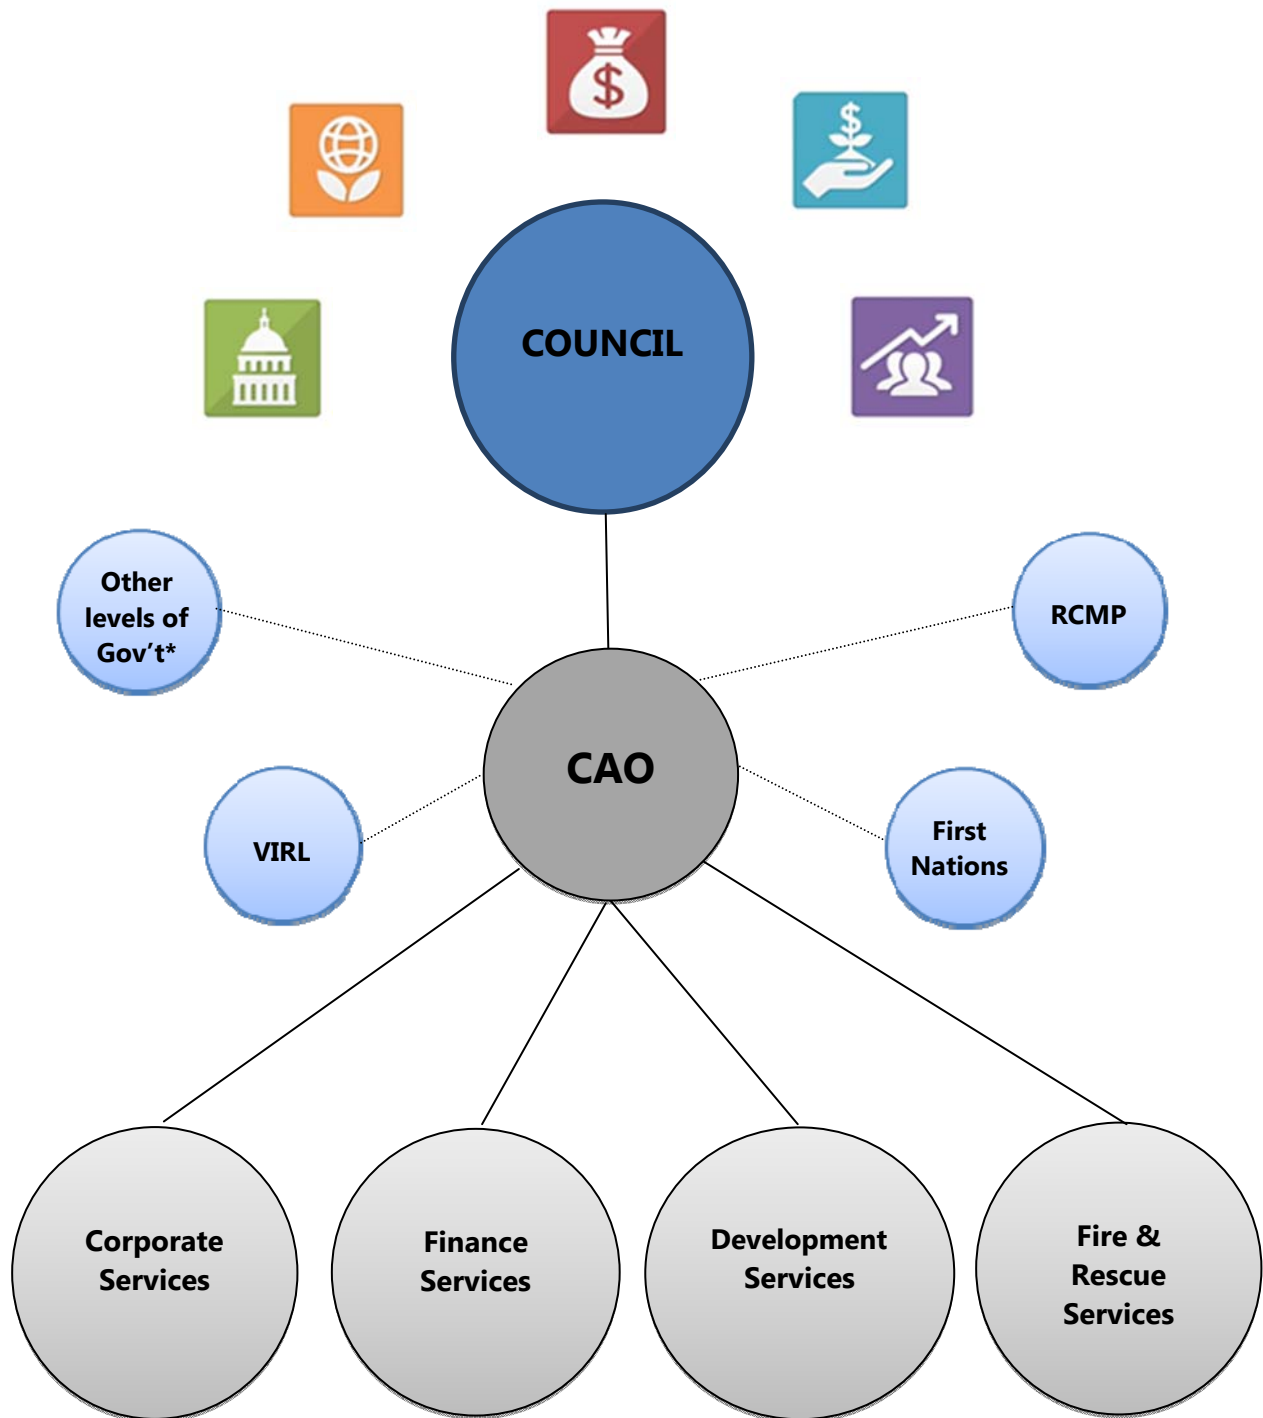 $
$
COUNCIL
Other
levels of
Gov't*
RCMP
CAO
VIRL
First
Nations
Corporate
Services
Finance
Services
Development
Services
Fire &
Rescue
Services